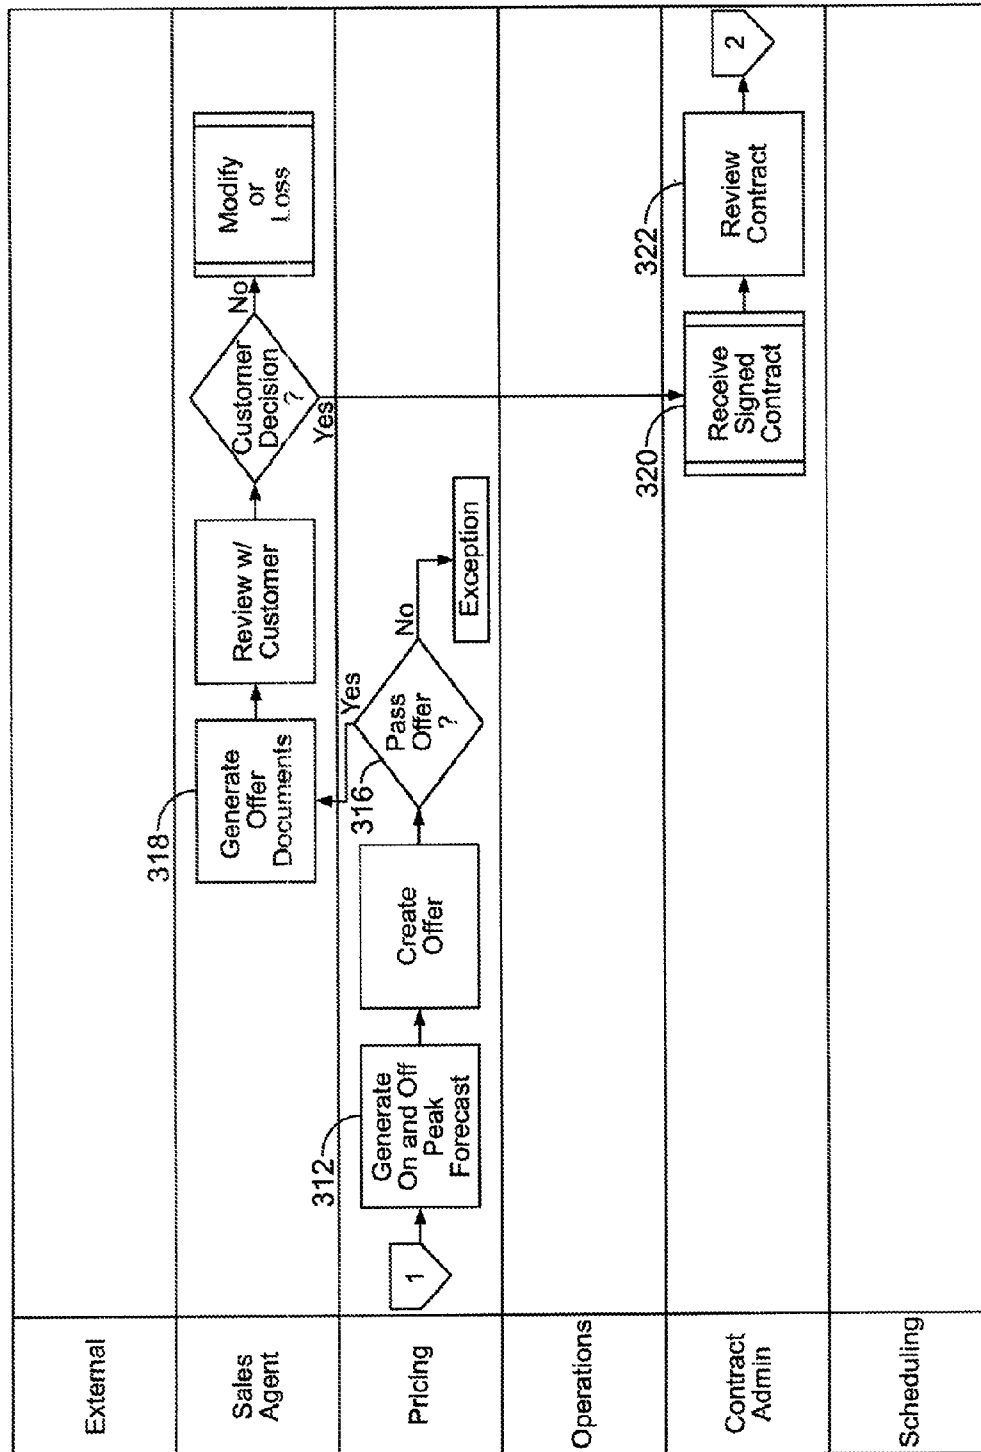 External
Sales
Agent
318
Generate
Offer
Documents
Review w/
Customer
Customer
Decision
?
No
Yes
Modify
or
Loss
Pricing
1
312
Generate
On and Off
Peak
Forecast
Create
Offer
316
Pass
Offer
?
Yes
No
Exception
Operations
Contract
Admin
320
Receive
Signed
Contract
322
Review
Contract
2
Scheduling